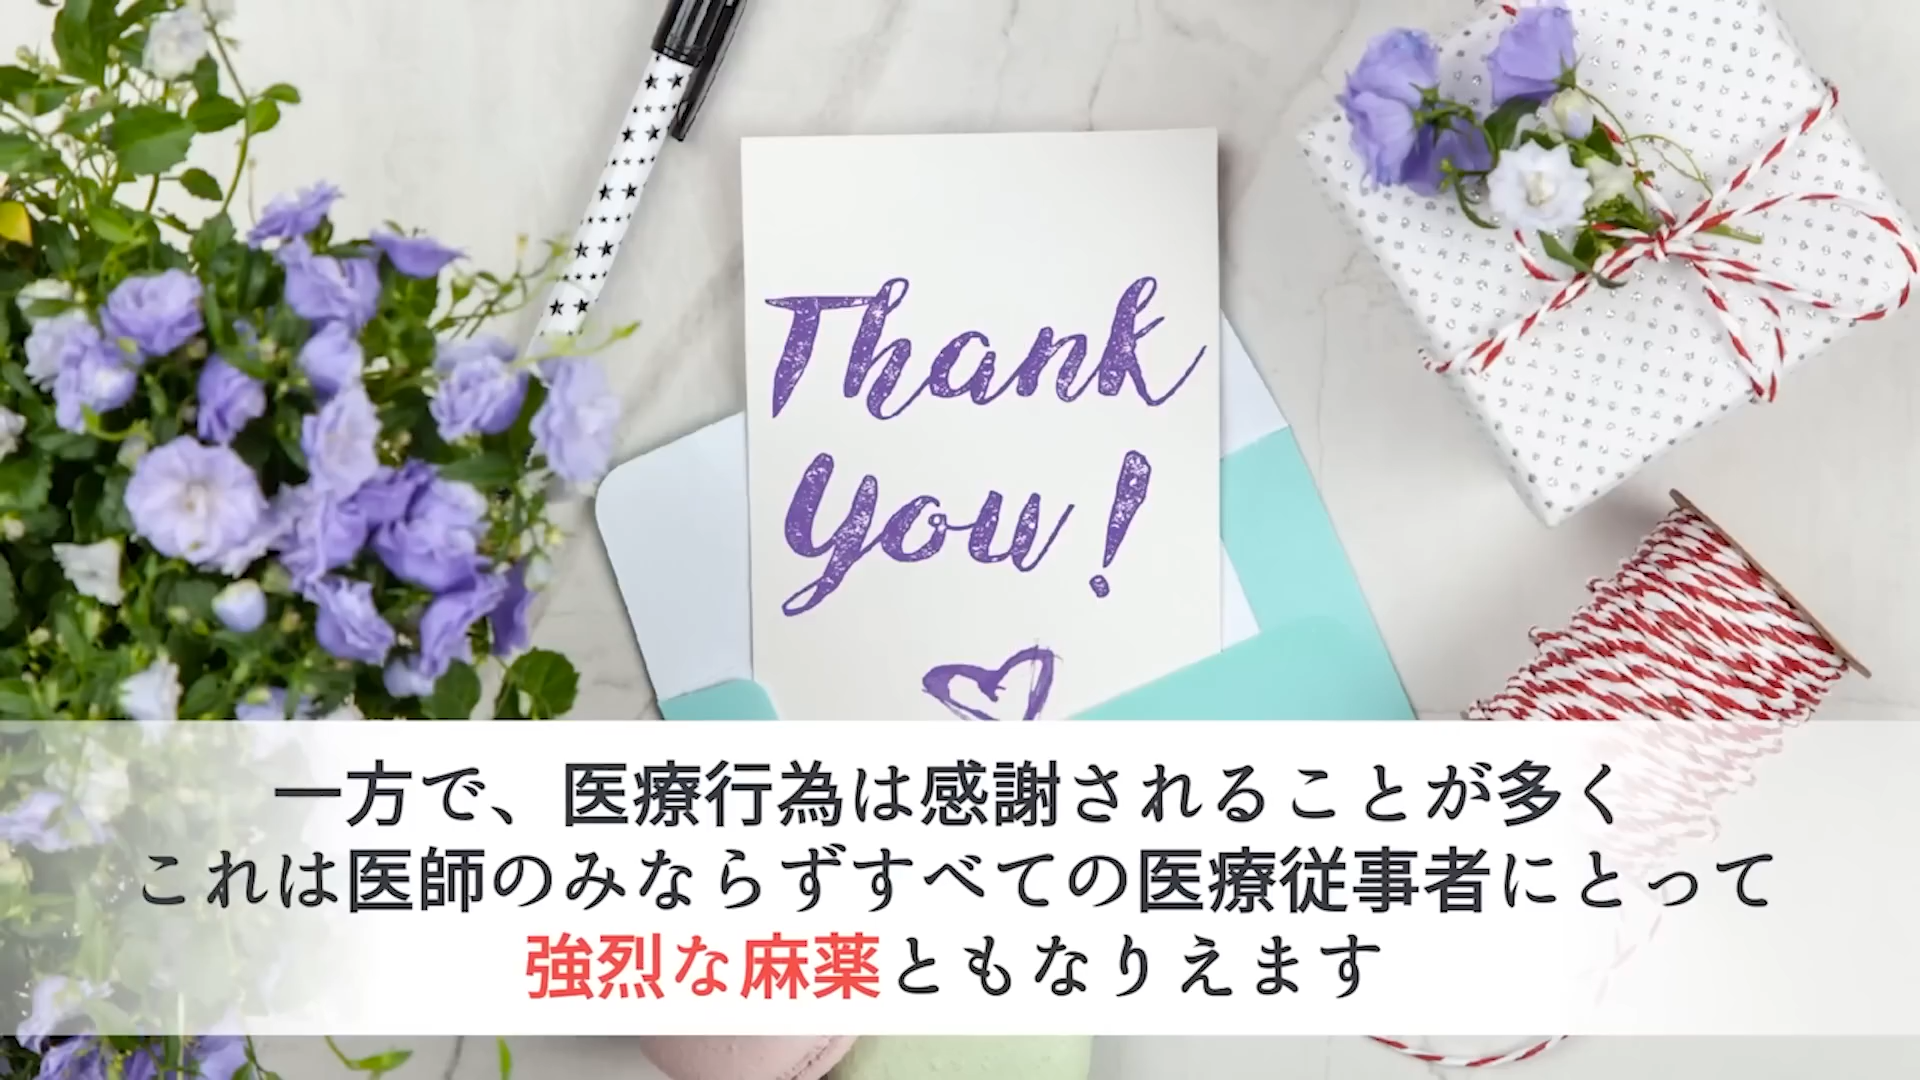 Thank
You!
一方で、医療行為は感謝されることが多く
これは医師のみならずすべての医療従事者にとって
強烈な麻薬ともなりえます